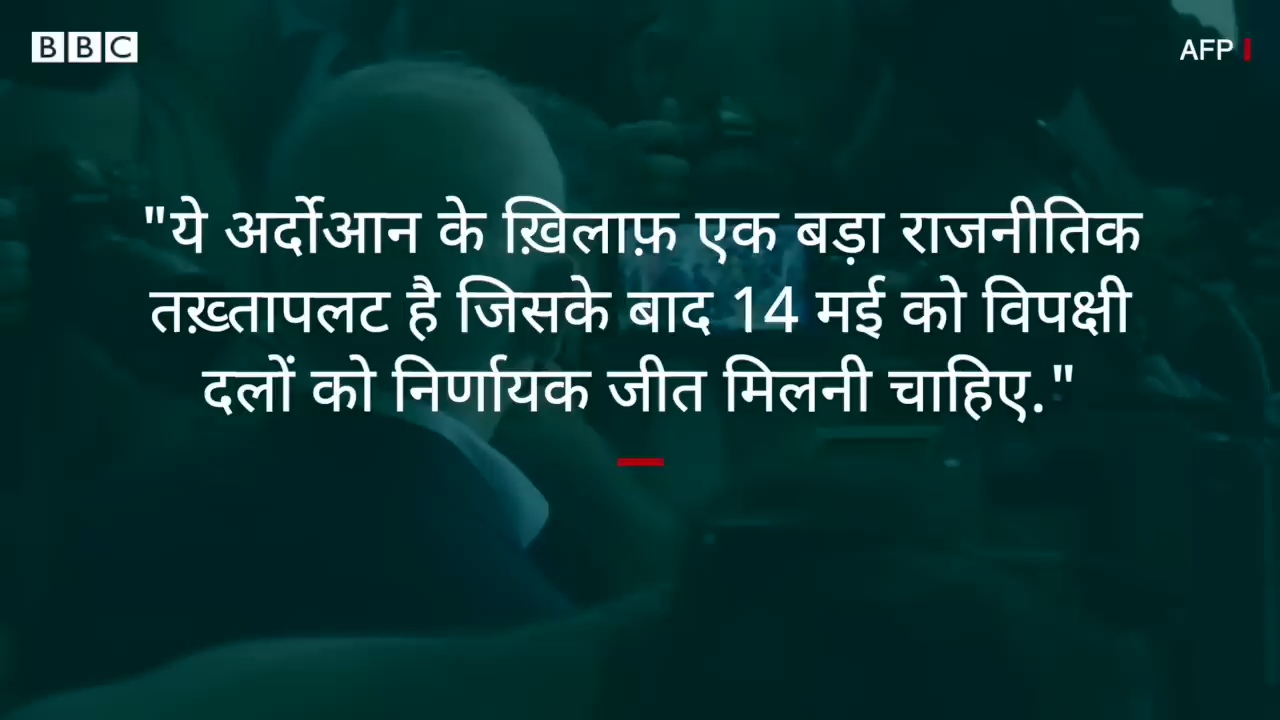 BBC
AFP
"ये अर्दोआन के ख़िलाफ़ एक बड़ा राजनीतिक
तख़्तापलट है जिसके बाद 14 मई को विपक्षी
दलों को निर्णायक जीत मिलनी चाहिए."